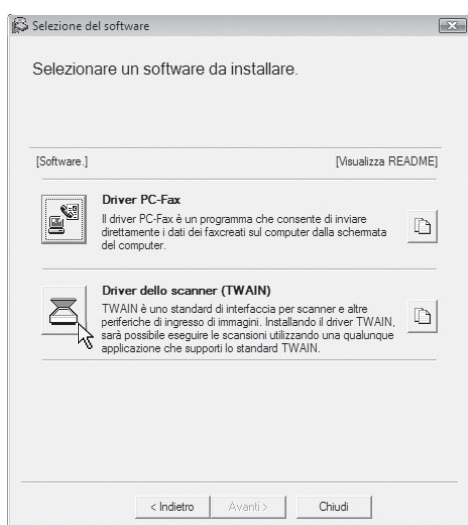 Selezione del software
Selezionare un software da installare.
[Software.] [Visualizza README]
Driver PC-Fax
Il driver PC-Fax è un programma che consente di inviare
direttamente i dati dei faxcreati sul computer dalla schermata
del computer.
Driver dello scanner (TWAIN)
TWAIN è uno standard di interfaccia per scanner e altre
periferiche di ingresso di immagini. Installando il driver TWAIN,
sarà possibile eseguire le scansioni utilizzando una qualunque
applicazione che supporti lo standard TWAIN.
< Indietro Avanti > Chiudi